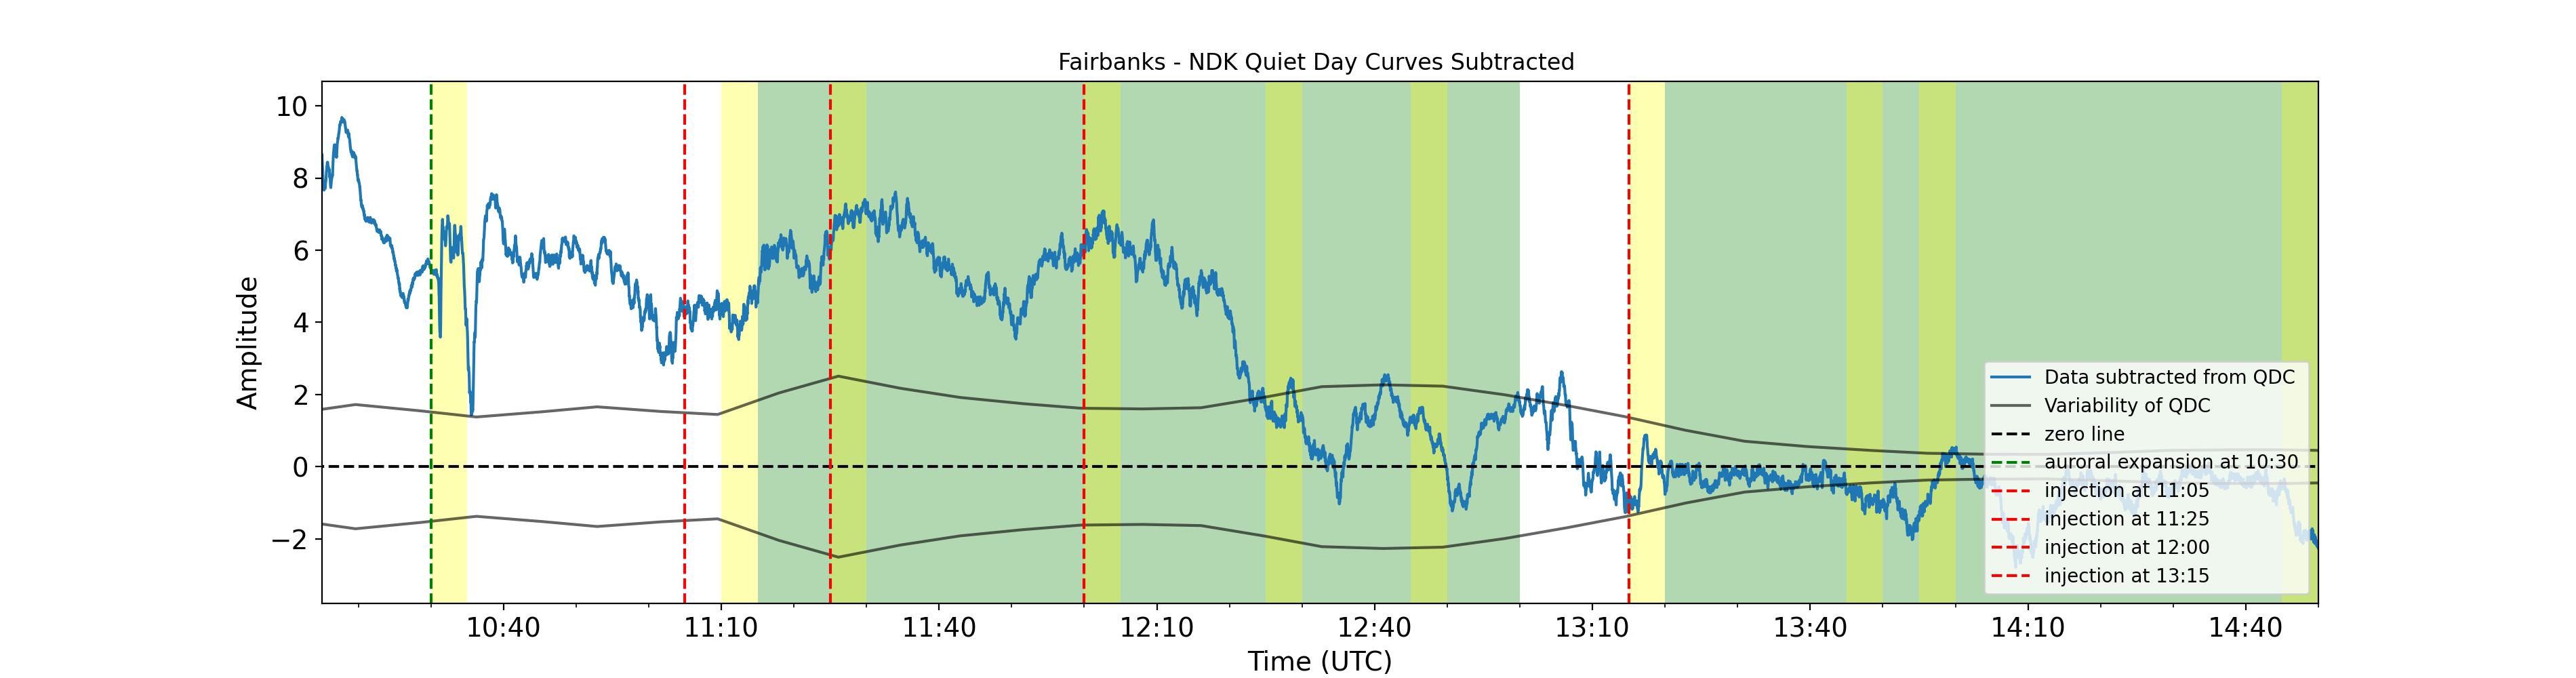 Fairbanks - NDK Quiet Day Curves Subtracted
10
8
6
4
2
0
−2
Amplitude
Data subtracted from QDC
Variability of QDC
zero line
auroral expansion at 10:30
injection at 11:05
injection at 11:25
injection at 12:00
injection at 13:15
10:40 11:10 11:40 12:10 12:40 13:10 13:40 14:10 14:40
Time (UTC)